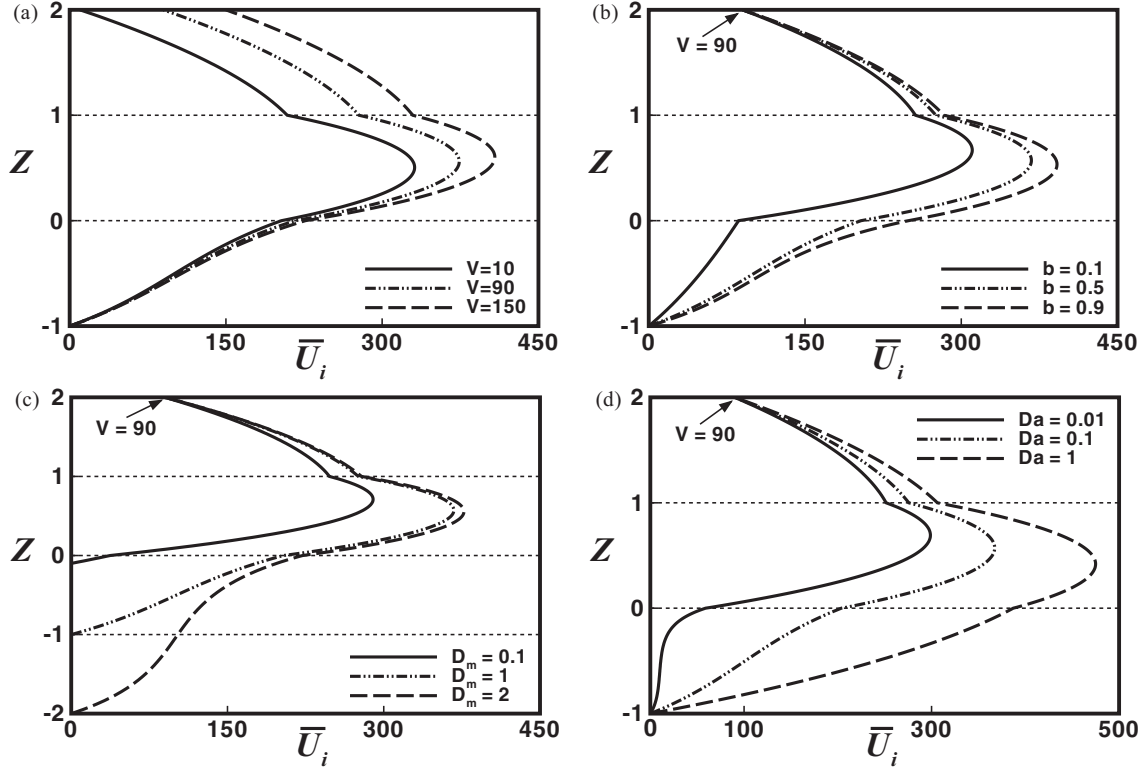 (a)
2
1
Z
0
-1
V=10
V=90
V=150
0 150 300 450
U̅i
(b)
2
V = 90
1
Z
0
-1
b = 0.1
b = 0.5
b = 0.9
0 150 300 450
U̅i
(c)
2
V = 90
1
Z
0
-1
-2
Dm = 0.1
Dm = 1
Dm = 2
0 150 300 450
U̅i
(d)
2
V = 90
Da = 0.01
Da = 0.1
Da = 1
1
Z
0
-1
0 100 300 500
U̅i